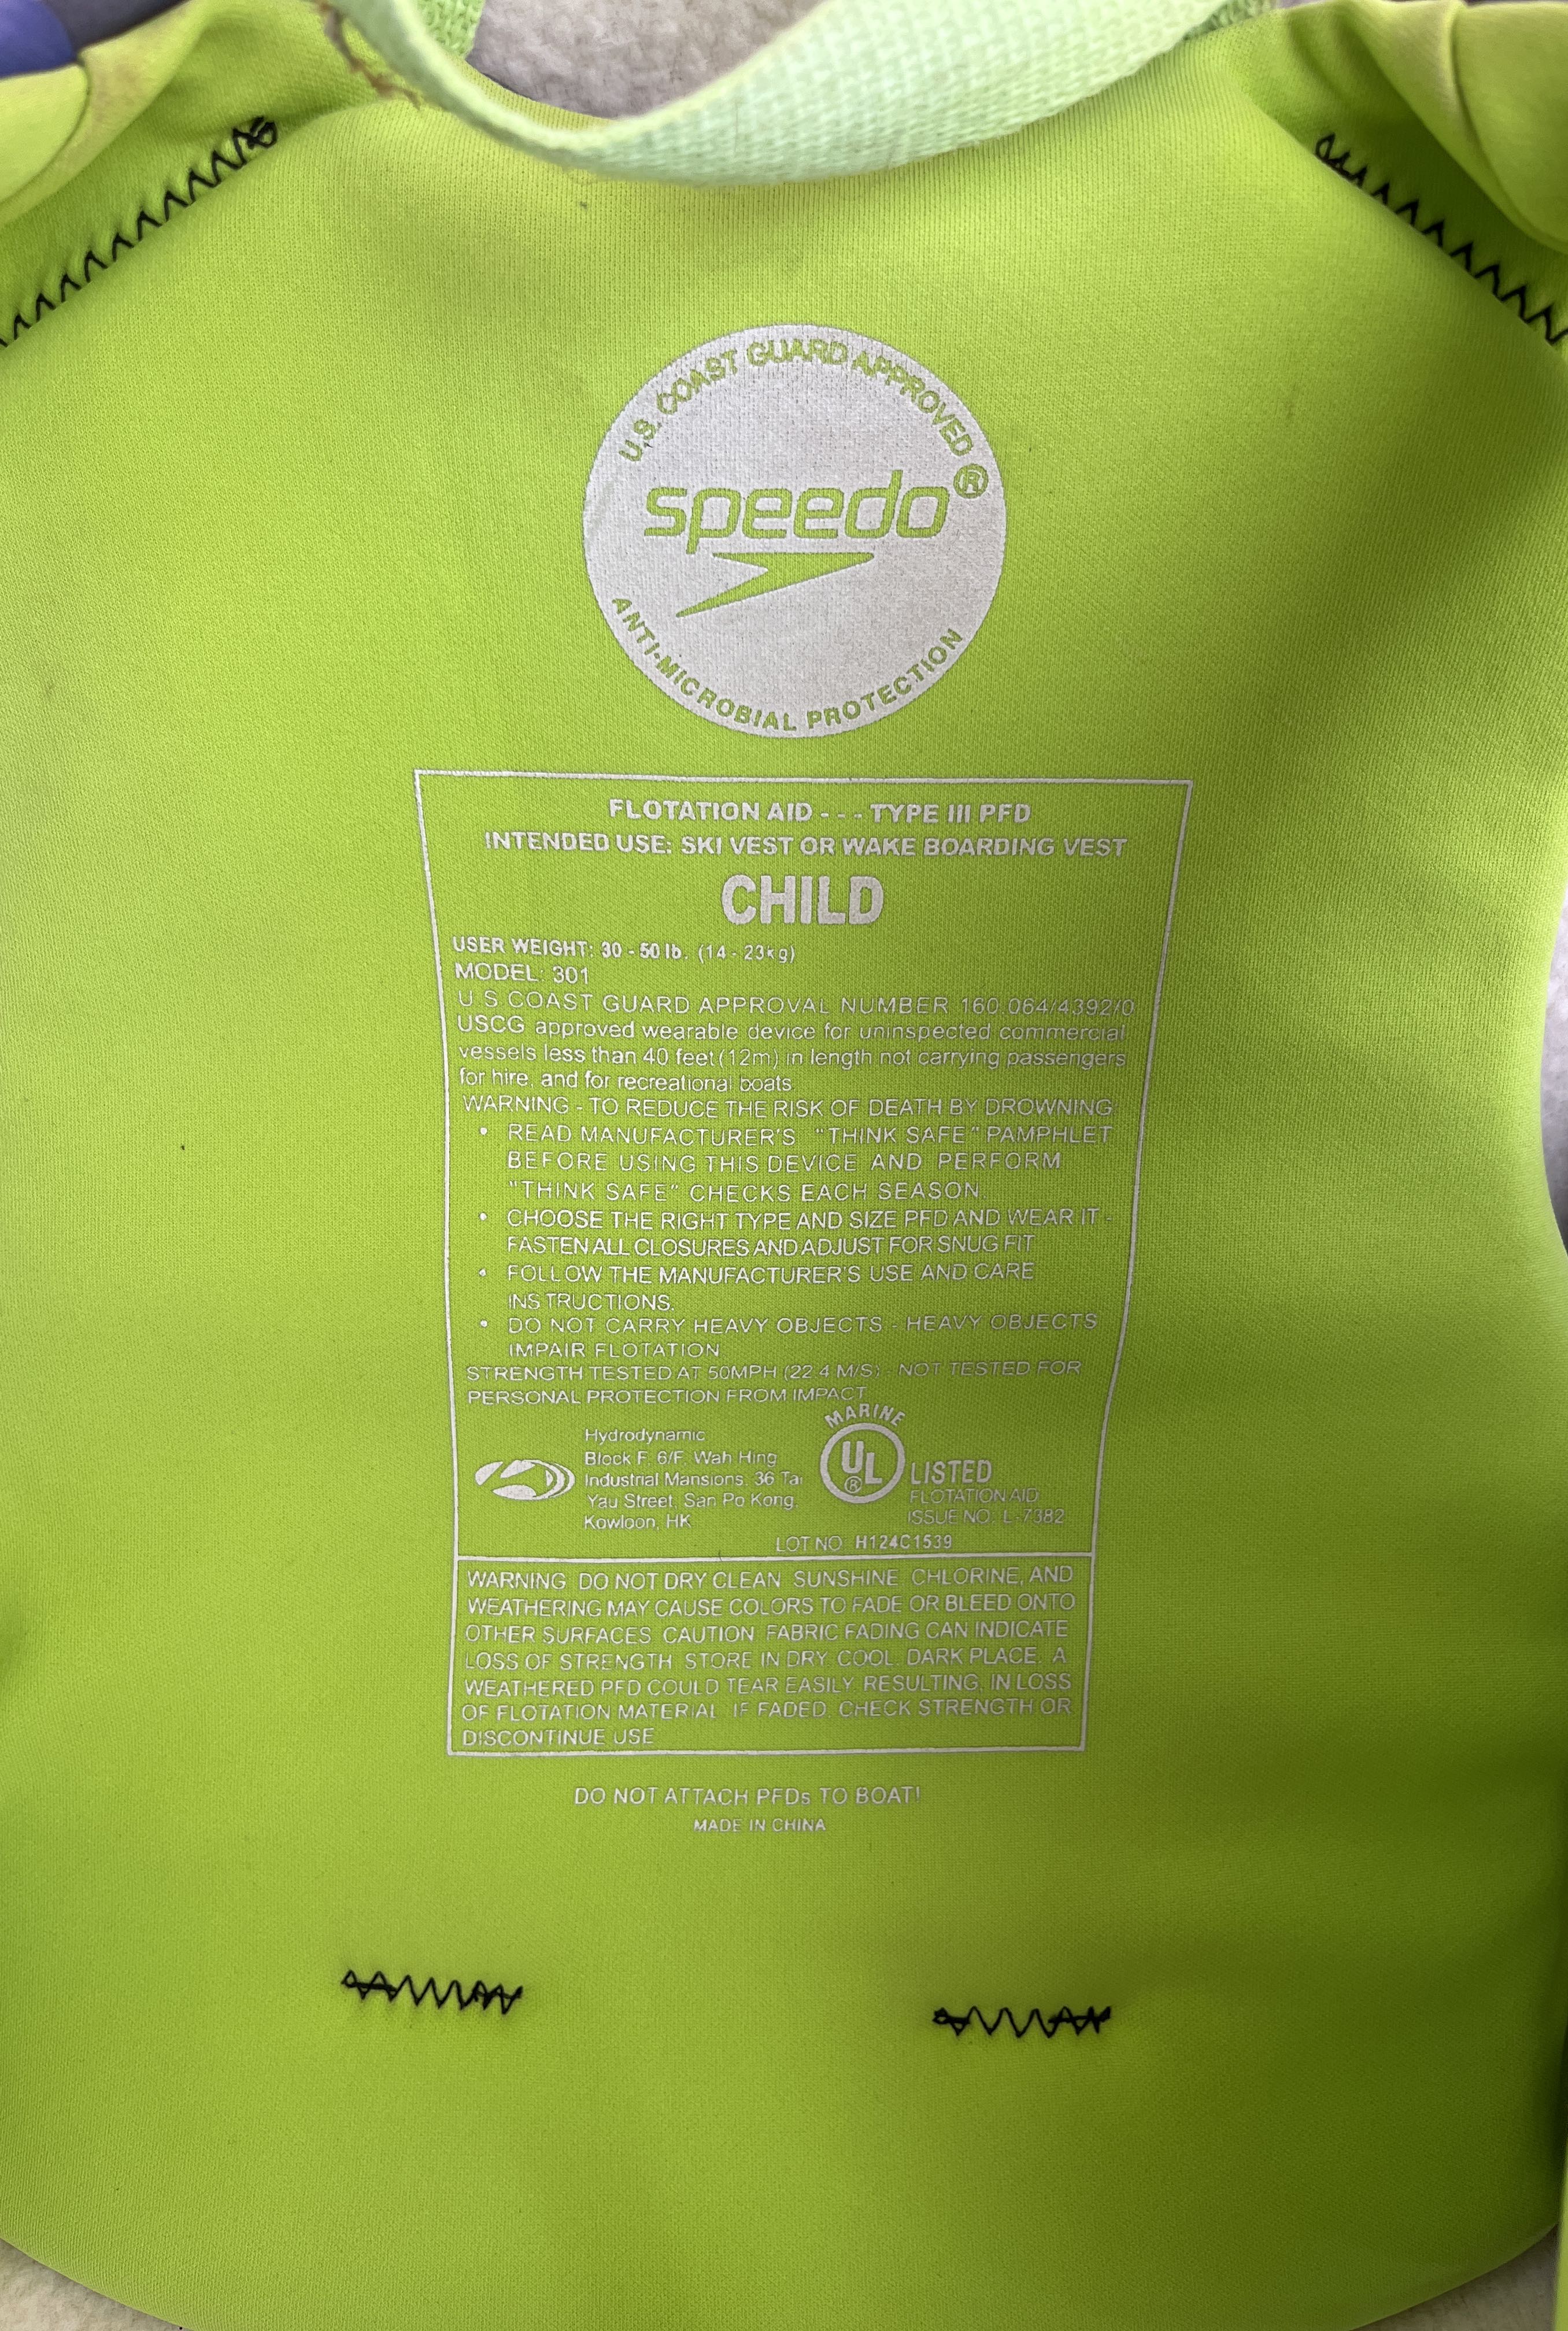 U.S. COAST GUARD APPROVED
speedo®
ANTI-MICROBIAL PROTECTION
FLOTATION AID - - - TYPE III PFD
INTENDED USE: SKI VEST OR WAKE BOARDING VEST
CHILD
USER WEIGHT: 30 - 50 lb. (14 - 23kg)
MODEL: 301
U.S COAST GUARD APPROVAL NUMBER 160.064/4392/0
USCG approved wearable device for uninspected commercial
vessels less than 40 feet (12m) in length not carrying passengers
for hire, and for recreational boats.
WARNING - TO REDUCE THE RISK OF DEATH BY DROWNING
• READ MANUFACTURER'S "THINK SAFE" PAMPHLET
BEFORE USING THIS DEVICE AND PERFORM
"THINK SAFE" CHECKS EACH SEASON.
• CHOOSE THE RIGHT TYPE AND SIZE PFD AND WEAR IT -
FASTEN ALL CLOSURES AND ADJUST FOR SNUG FIT
• FOLLOW THE MANUFACTURER'S USE AND CARE
INSTRUCTIONS.
• DO NOT CARRY HEAVY OBJECTS - HEAVY OBJECTS
IMPAIR FLOTATION
STRENGTH TESTED AT 50MPH (22.4 M/S) - NOT TESTED FOR
PERSONAL PROTECTION FROM IMPACT
Hydrodynamic
Block F, 6/F, Wah Hing
Industrial Mansions, 36 Tai
Yau Street, San Po Kong,
Kowloon, HK
MARINE
UL®
LISTED
FLOTATION AID
ISSUE NO: L-7382
LOT NO: H124C1539
WARNING DO NOT DRY CLEAN SUNSHINE CHLORINE, AND
WEATHERING MAY CAUSE COLORS TO FADE OR BLEED ONTO
OTHER SURFACES CAUTION FABRIC FADING CAN INDICATE
LOSS OF STRENGTH STORE IN DRY, COOL, DARK PLACE. A
WEATHERED PFD COULD TEAR EASILY RESULTING, IN LOSS
OF FLOTATION MATERIAL IF FADED, CHECK STRENGTH OR
DISCONTINUE USE
DO NOT ATTACH PFDs TO BOAT!
MADE IN CHINA